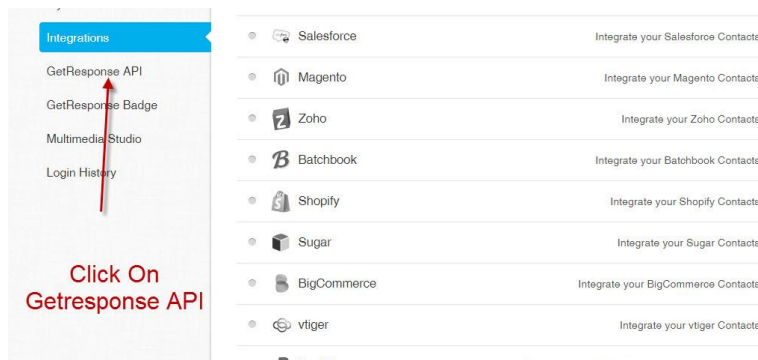 Integrations
GetResponse API
GetResponse Badge
Multimedia Studio
Login History
Click On
Getresponse API
Salesforce Integrate your Salesforce Contacts
Magento Integrate your Magento Contacts
Zoho Integrate your Zoho Contacts
Batchbook Integrate your Batchbook Contacts
Shopify Integrate your Shopify Contacts
Sugar Integrate your Sugar Contacts
BigCommerce Integrate your BigCommerce Contacts
vtiger Integrate your vtiger Contacts